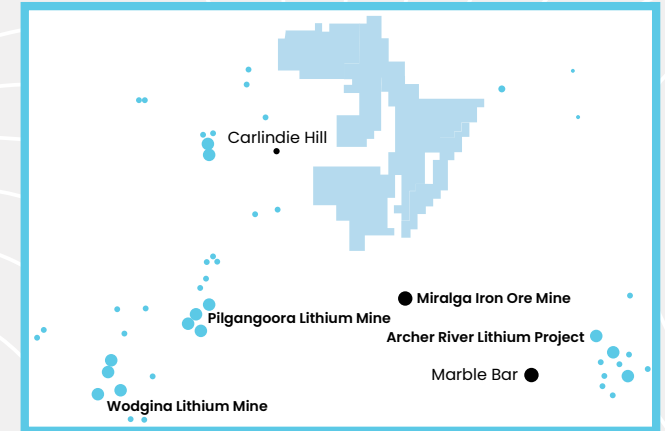 Carlindie Hill
Miralga Iron Ore Mine
Pilgangoora Lithium Mine
Archer River Lithium Project
Marble Bar
Wodgina Lithium Mine